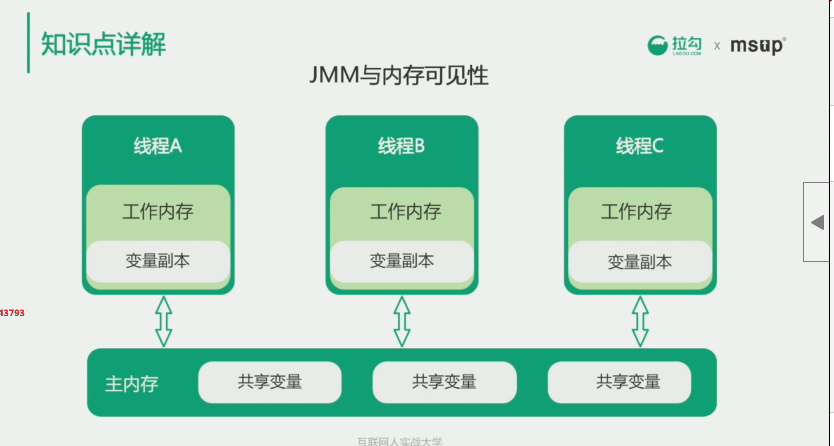 知识点详解
拉勾 x msup®
LAGOU.COM
JMM与内存可见性
线程A 线程B 线程C
工作内存 工作内存 工作内存
变量副本 变量副本 变量副本
43793
主内存 共享变量 共享变量 共享变量
互联网人实战大学